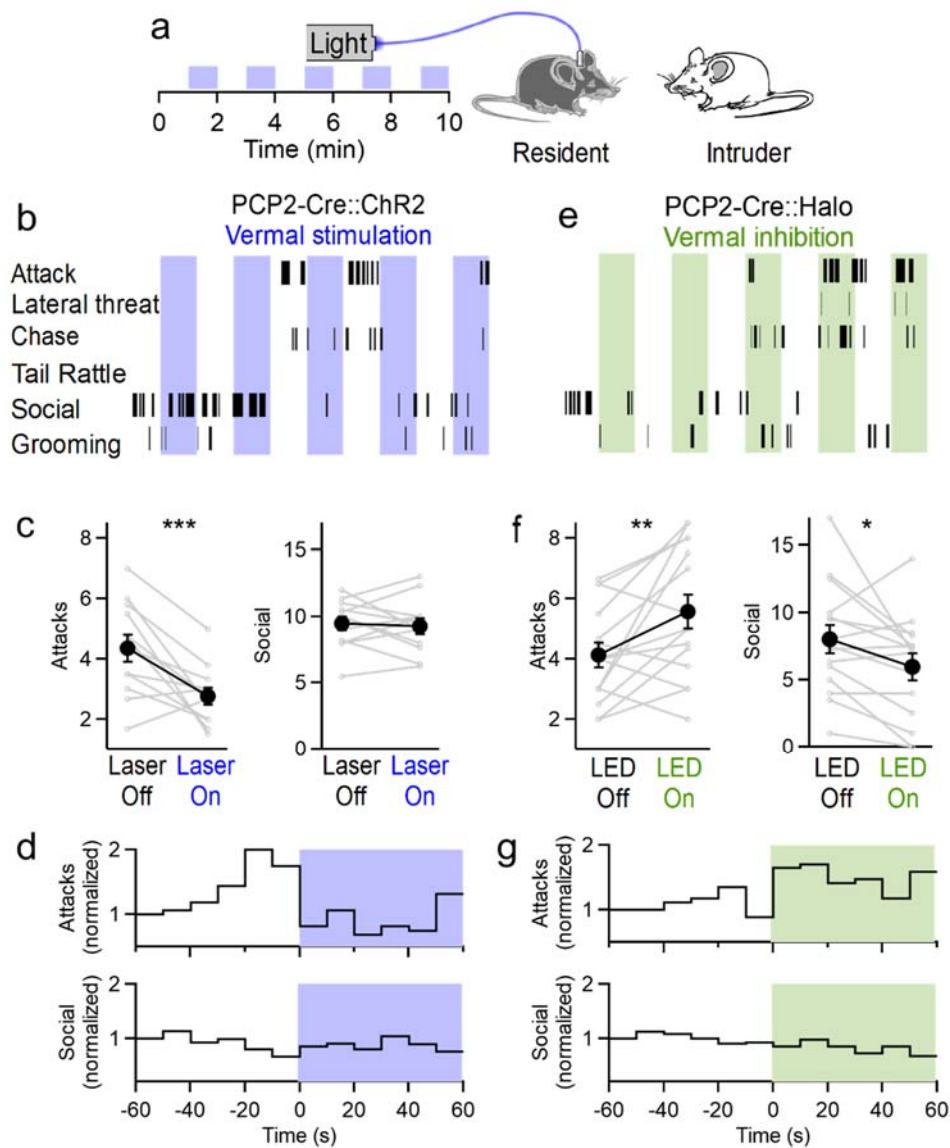 a
Light
0 2 4 6 8 10
Time (min)
Resident
Intruder
b
PCP2-Cre::ChR2
Vermal stimulation
Attack
Lateral threat
Chase
Tail Rattle
Social
Grooming
e
PCP2-Cre::Halo
Vermal inhibition
c
***
8
6
4
2
Attacks
Laser Off
Laser On
15
10
5
0
Social
Laser Off
Laser On
f
**
8
6
4
2
Attacks
LED Off
LED On
*
15
10
5
0
Social
LED Off
LED On
d
2
1
Attacks
(normalized)
2
1
Social
(normalized)
-60 -40 -20 0 20 40 60
Time (s)
g
2
1
Attacks
(normalized)
2
1
Social
(normalized)
-60 -40 -20 0 20 40 60
Time (s)